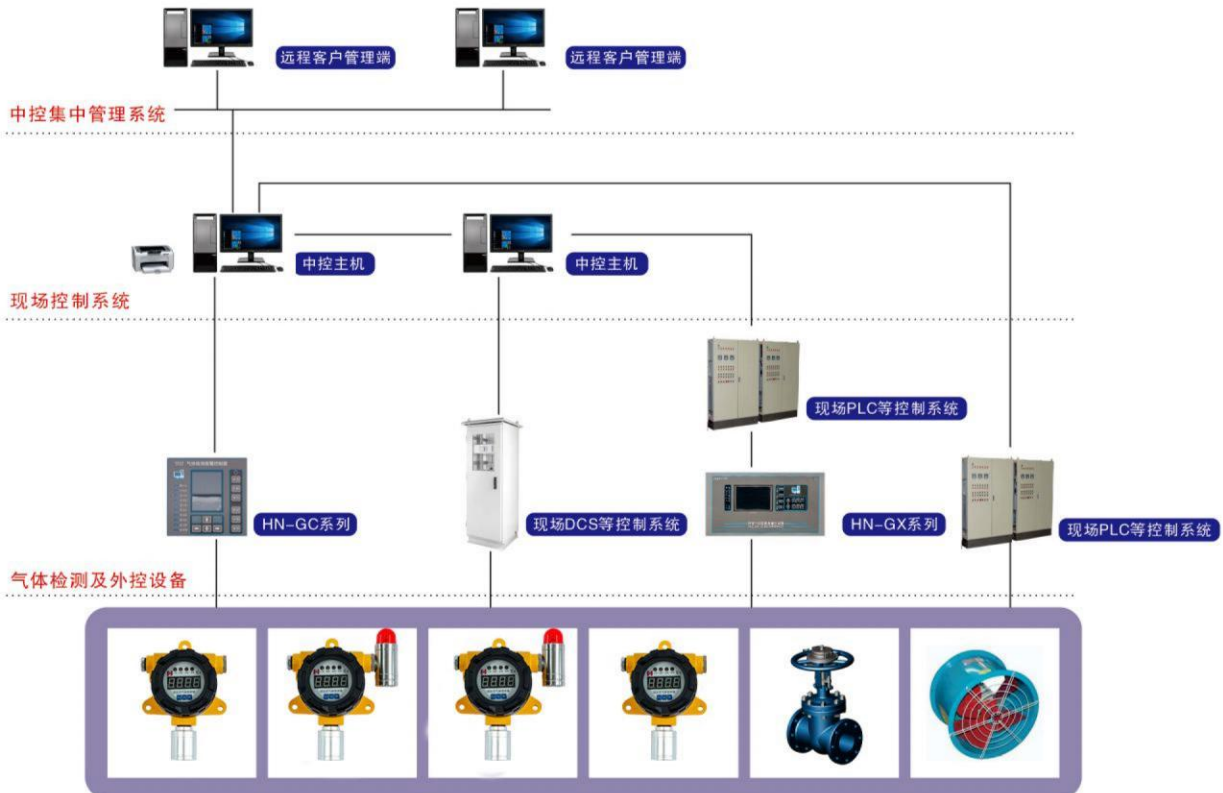 远程客户管理端
远程客户管理端
中控集中管理系统
中控主机
中控主机
现场控制系统
现场PLC等控制系统
HN-GC系列
现场DCS等控制系统
HN-GX系列
现场PLC等控制系统
气体检测及外控设备